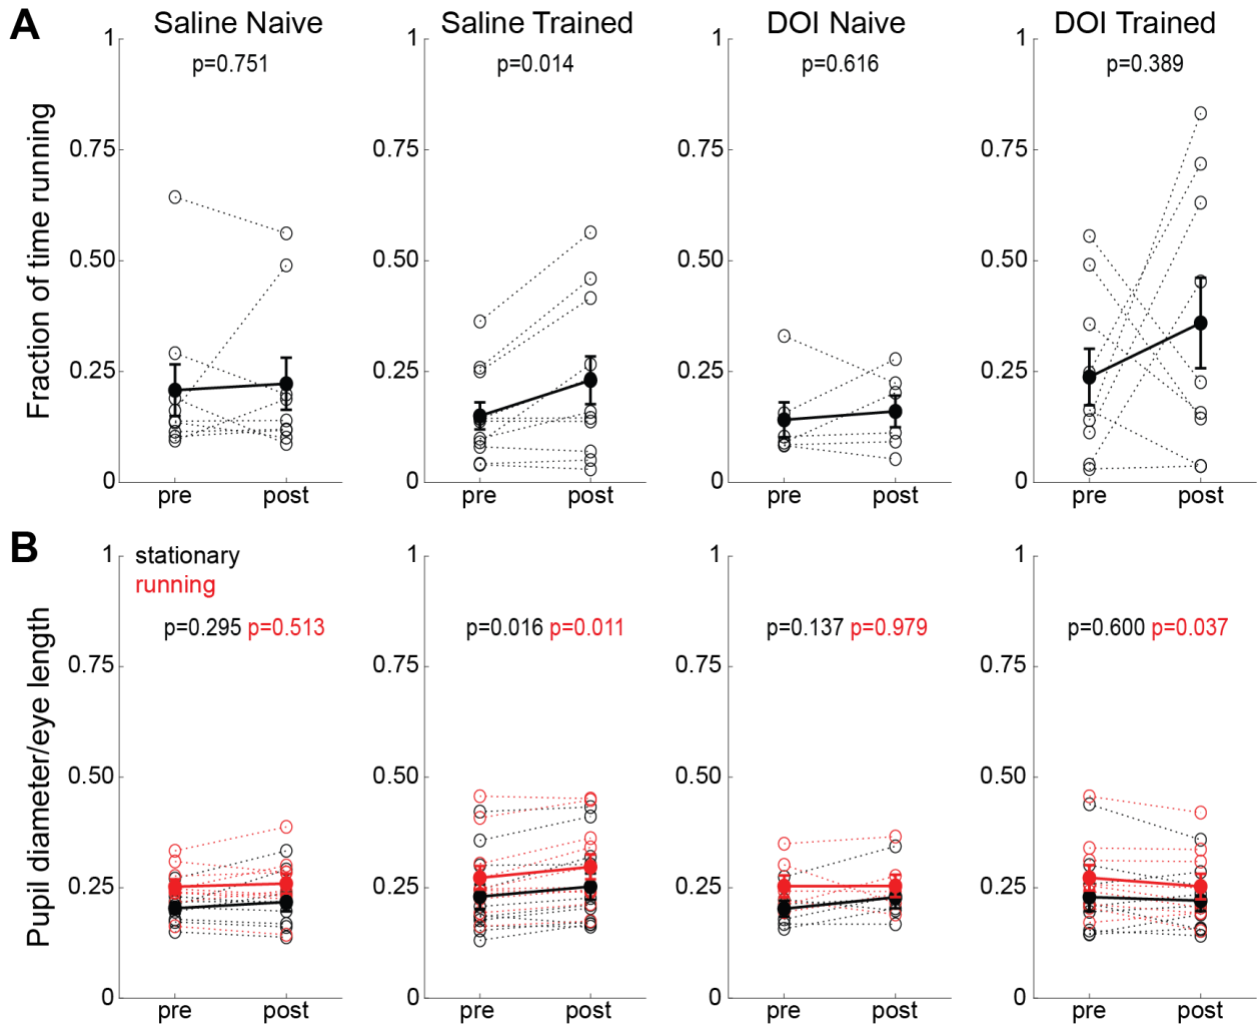 A
Saline Naive
Saline Trained
DOI Naive
DOI Trained
p=0.751
p=0.014
p=0.616
p=0.389
Fraction of time running
1
0.75
0.50
0.25
0
pre
post
1
0.75
0.50
0.25
0
pre
post
1
0.75
0.50
0.25
0
pre
post
1
0.75
0.50
0.25
0
pre
post
B
stationary
running
p=0.295 p=0.513
p=0.016 p=0.011
p=0.137 p=0.979
p=0.600 p=0.037
Pupil diameter/eye length
1
0.75
0.50
0.25
0
pre
post
1
0.75
0.50
0.25
0
pre
post
1
0.75
0.50
0.25
0
pre
post
1
0.75
0.50
0.25
0
pre
post